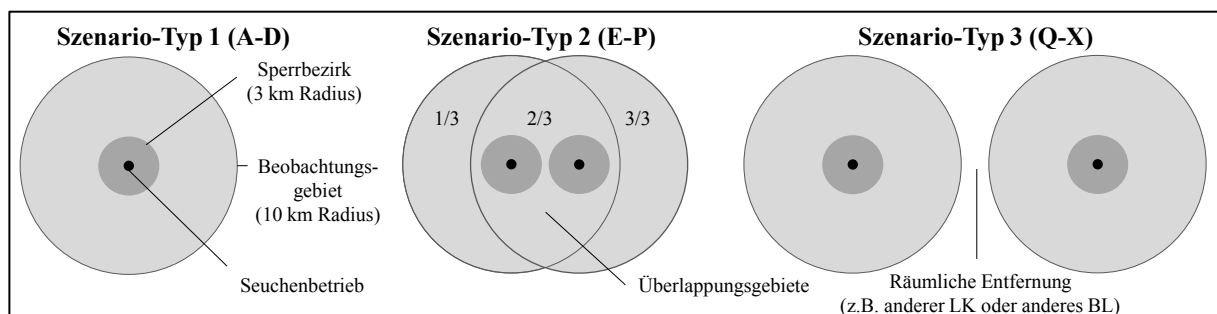 Szenario-Typ 1 (A-D)
Sperrbezirk
(3 km Radius)
Beobachtungs-
gebiet
(10 km Radius)
Seuchenbetrieb
Szenario-Typ 2 (E-P)
1/3
2/3
3/3
Überlappungsgebiete
Szenario-Typ 3 (Q-X)
Räumliche Entfernung
(z.B. anderer LK oder anderes BL)